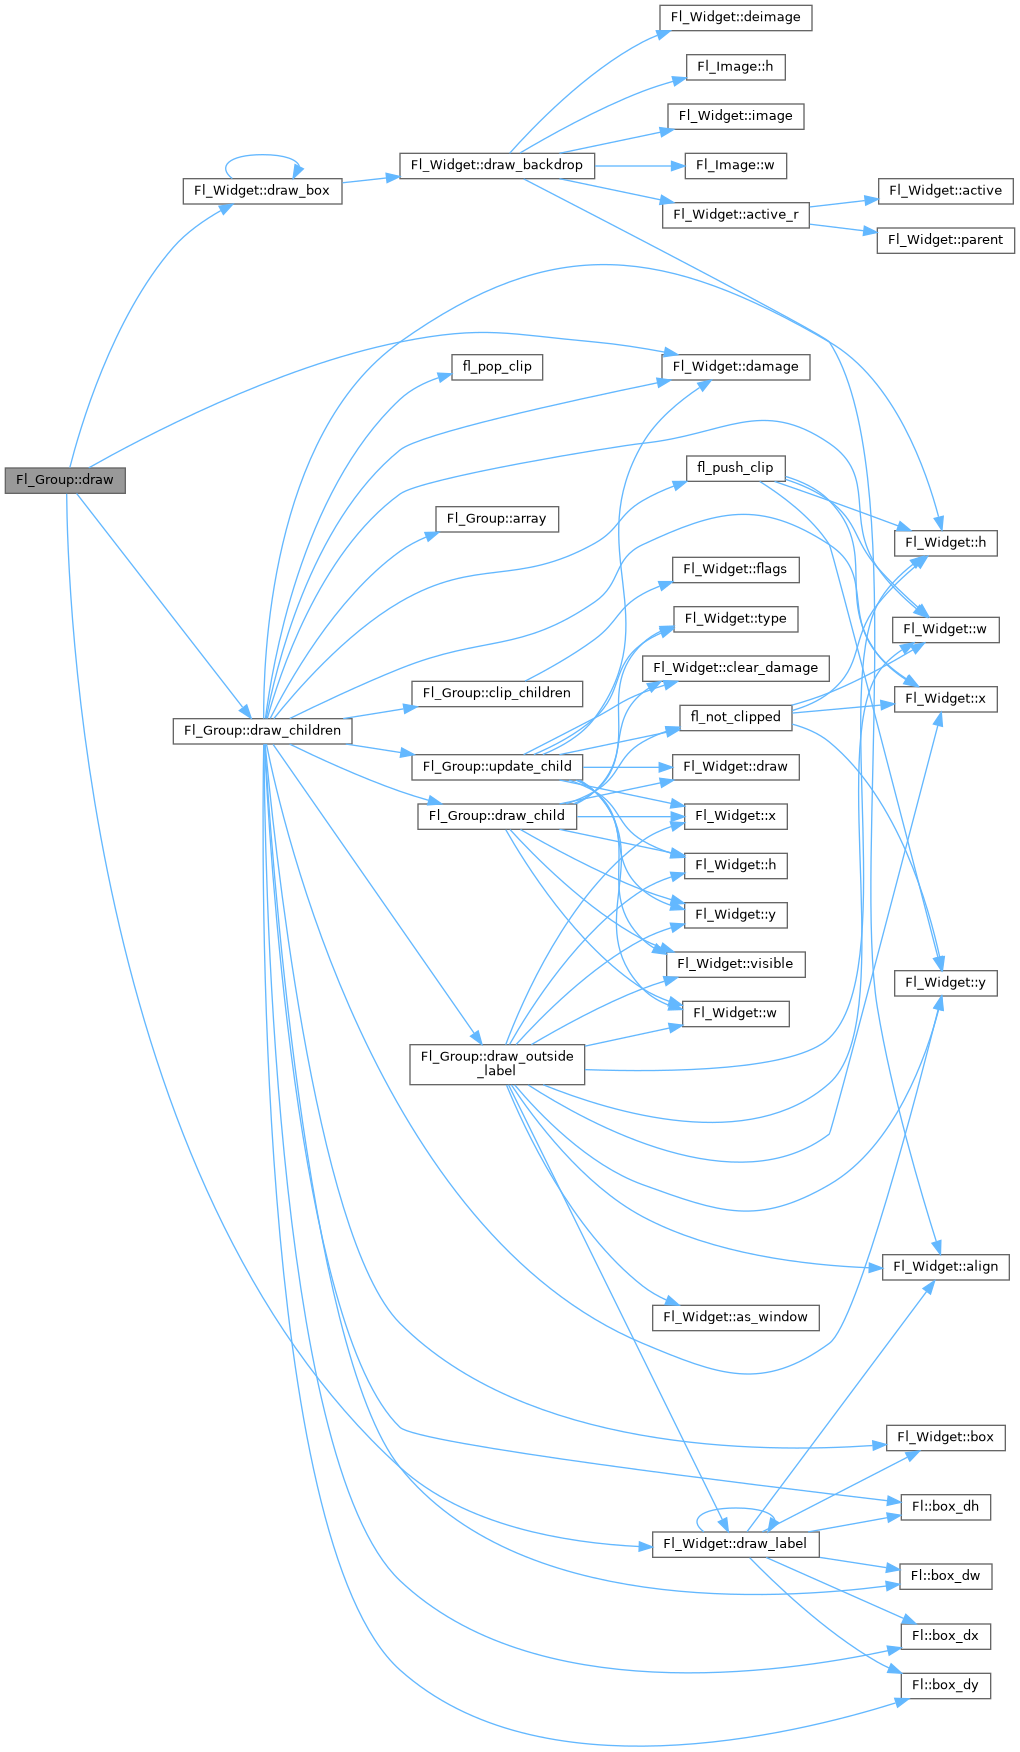 Fl_Widget::deimage
Fl_Image::h
Fl_Widget::image
Fl_Widget::draw_backdrop
Fl_Image::w
Fl_Widget::draw_box
Fl_Widget::active
Fl_Widget::active_r
Fl_Widget::parent
fl_pop_clip
Fl_Widget::damage
fl_push_clip
Fl_Group::draw
Fl_Group::array
Fl_Widget::h
Fl_Widget::flags
Fl_Widget::type
Fl_Widget::w
Fl_Widget::clear_damage
Fl_Group::clip_children
Fl_Widget::x
fl_not_clipped
Fl_Group::draw_children
Fl_Group::update_child
Fl_Widget::draw
Fl_Group::draw_child
Fl_Widget::x
Fl_Widget::h
Fl_Widget::y
Fl_Widget::visible
Fl_Widget::y
Fl_Widget::w
Fl_Group::draw_outside
_label
Fl_Widget::align
Fl_Widget::as_window
Fl_Widget::box
Fl::box_dh
Fl_Widget::draw_label
Fl::box_dw
Fl::box_dx
Fl::box_dy